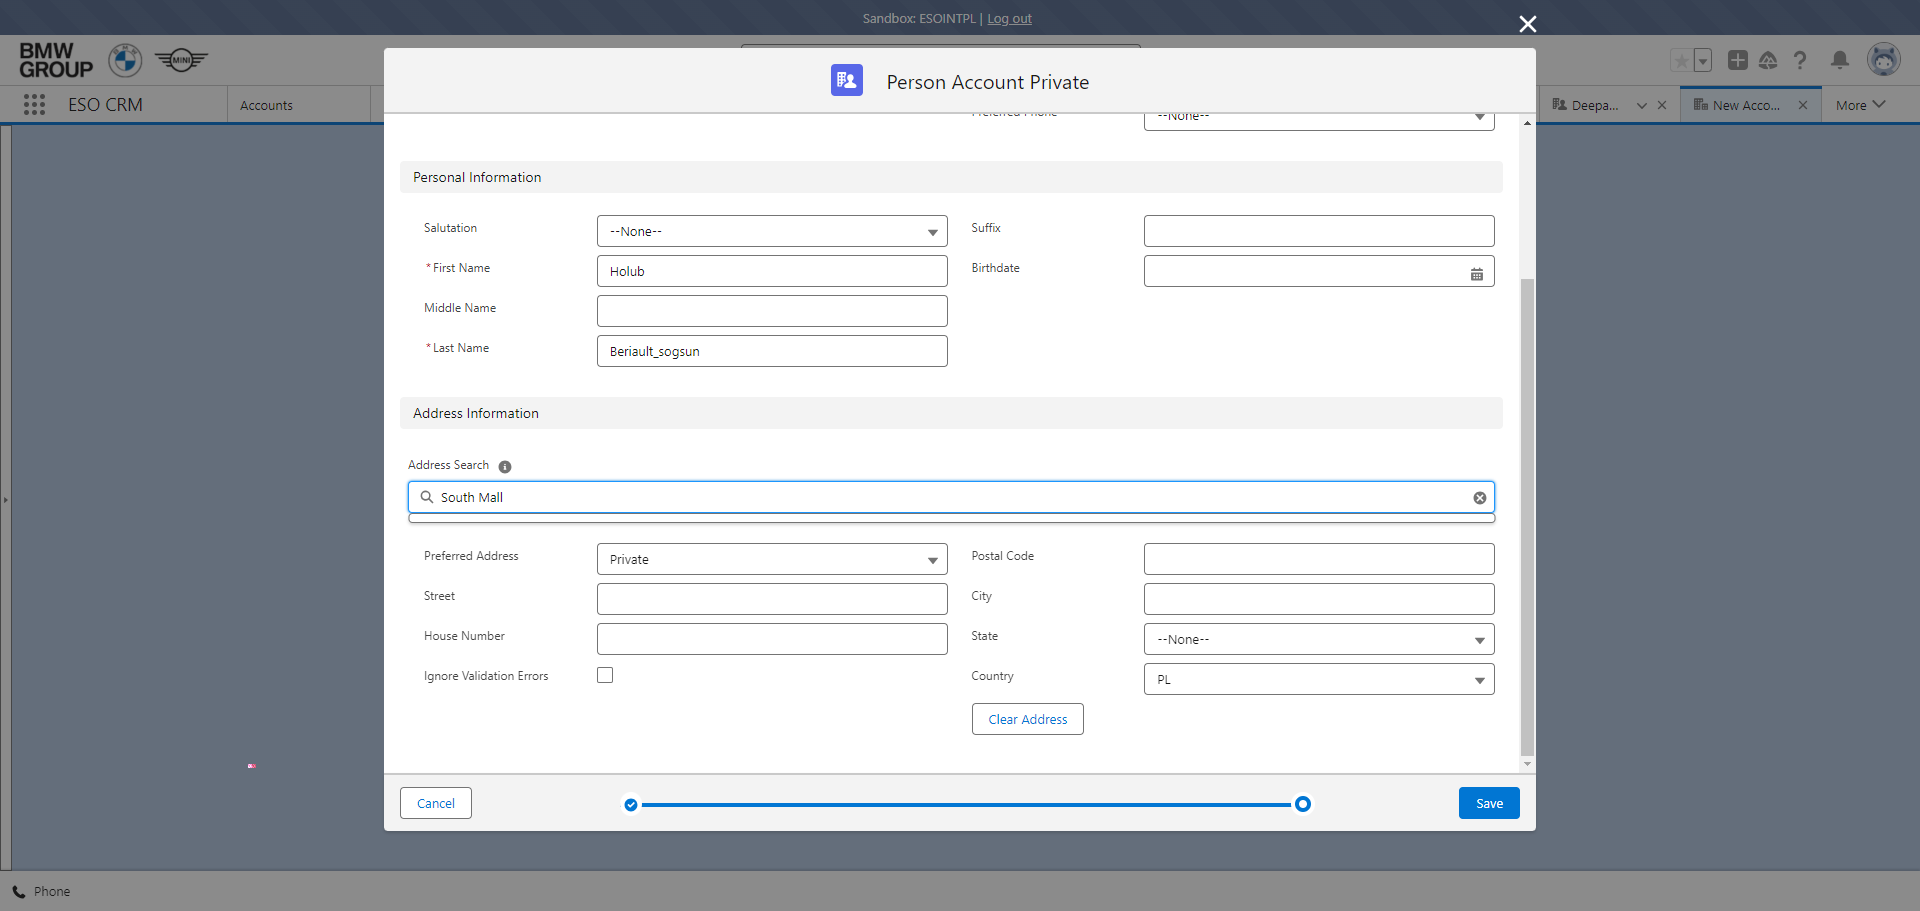 Sandbox: ESOINTPL | Log out
BMW
GROUP
MINI
ESO CRM
Accounts
Deepa...
New Acco...
More
Person Account Private
Preferred Phone
--None--
Personal Information
Salutation
--None--
Suffix
*First Name
Holub
Birthdate
Middle Name
*Last Name
Beriault_sogsun
Address Information
Address Search
South Mall
Preferred Address
Private
Postal Code
Street
City
House Number
State
--None--
Ignore Validation Errors
Country
PL
Clear Address
Cancel
Save
Phone